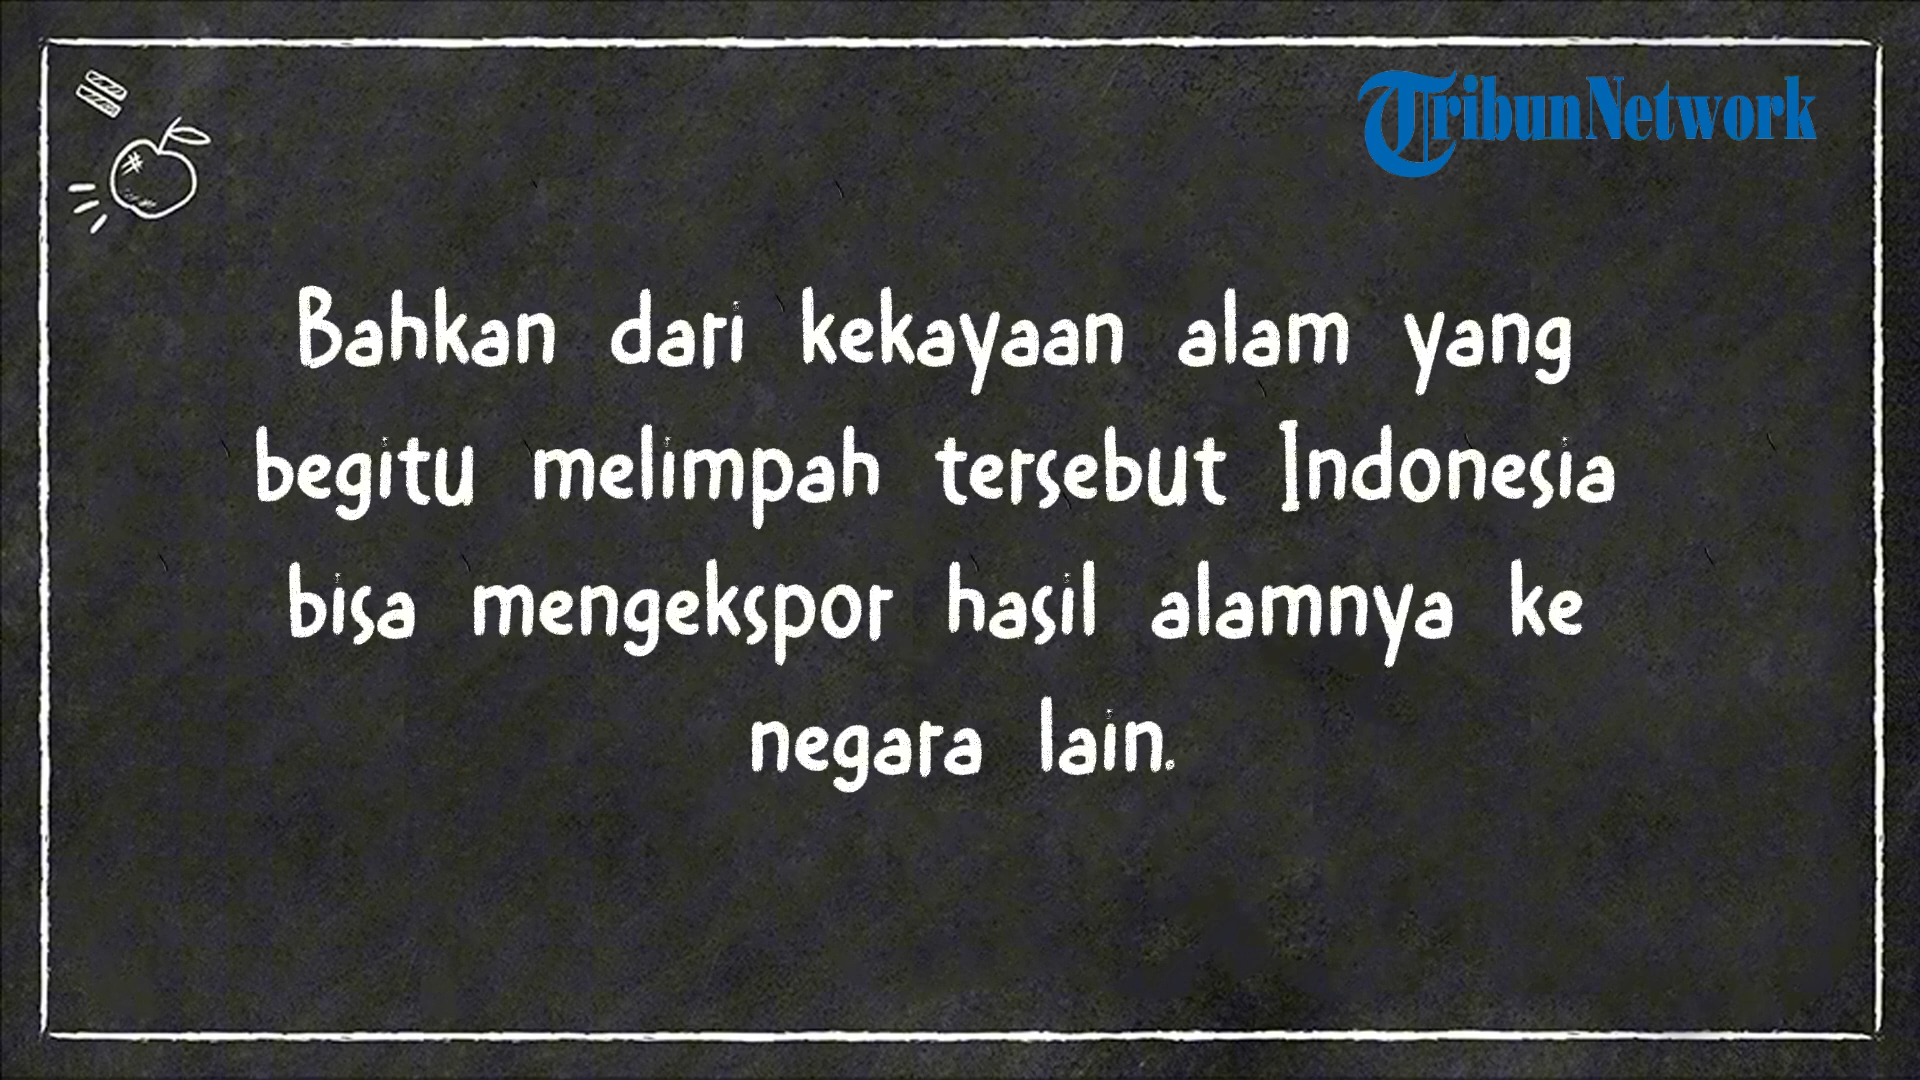 TribunNetwork
Bahkan dari kekayaan alam yang
begitu melimpah tersebut Indonesia
bisa mengekspor hasil alamnya ke
negara lain.